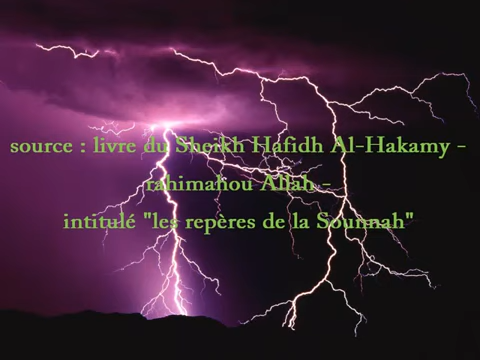 source : livre du Sheikh Hafidh Al-Hakamy -
rahimahou Allah -
intitulé "les repères de la Sounnah"